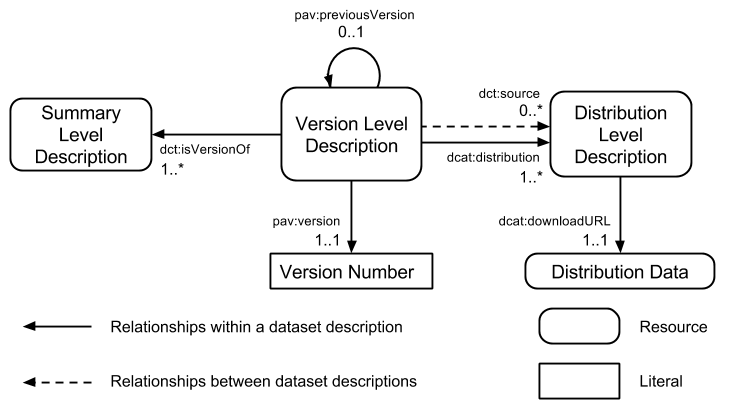 pav:previousVersion
0..1
Summary
Level
Description
dct:isVersionOf
1..*
Version Level
Description
dct:source
0..*
dcat:distribution
1..*
Distribution
Level
Description
pav:version
1..1
Version Number
dcat:downloadURL
1..1
Distribution Data
Relationships within a dataset description
Resource
Relationships between dataset descriptions
Literal